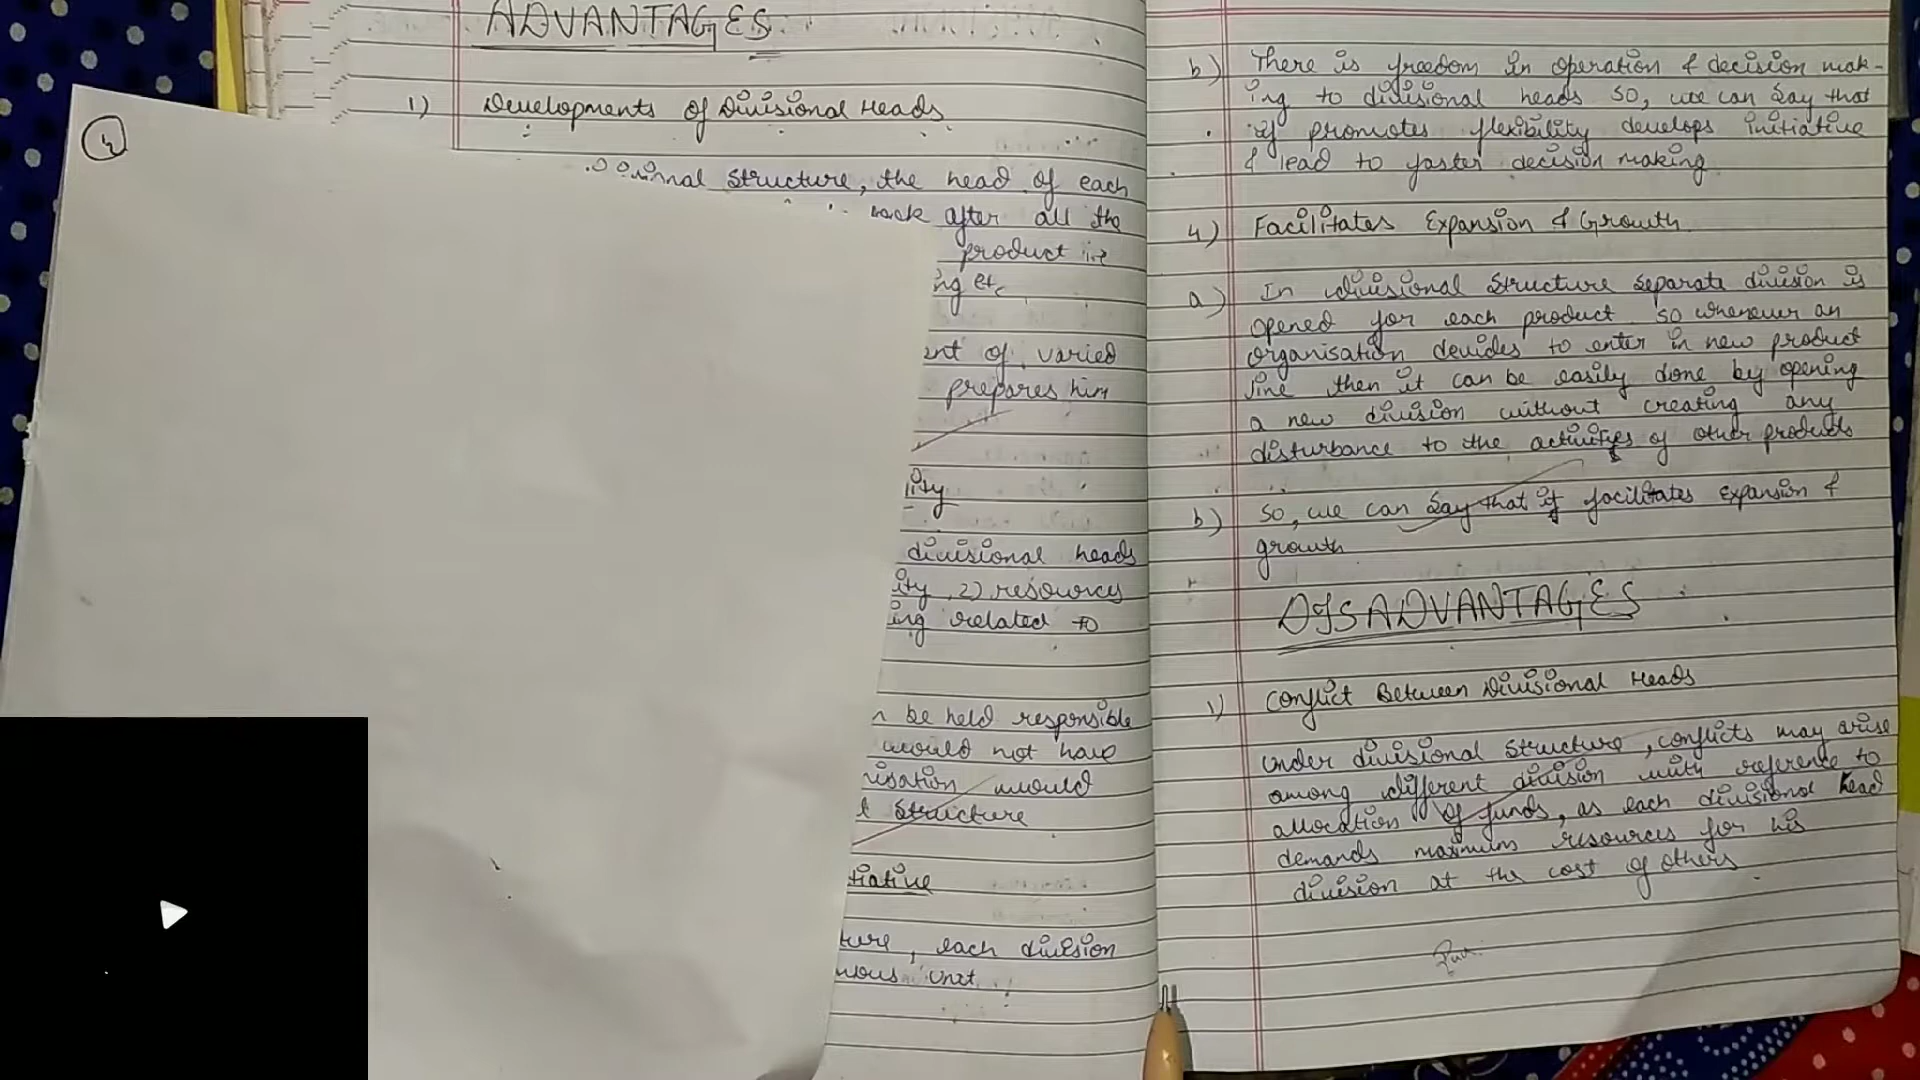 ADVANTAGES
1) Developments of Divisional Heads
4
structure, the head of each
after all the
product i.e
ng etc
ent of varied
prepares him
lity
divisional heads
ity, 2) resources
ing related to
n be held responsible
would not have
nisation would
l structure
tiative
ture, each division
mous unit.
b) There is freedom in operation & decision mak-
ing to divisional heads so, we can say that
it promotes flexibility develops initiative
& lead to faster decision making
4) Facilitates Expansion & Growth
a) In divisional structure separate division is
opened for each product so whenever an
organisation devides to enter in new product
line then it can be easily done by opening
a new division without creating any
disturbance to the activities of other products
b) So, we can say that it facilitates expansion &
growth
DISADVANTAGES
1) Conflict Between Divisional Heads
under divisional structure, conflicts may arise
among different division with reference to
allocation of funds, as each divisional head
demands maximum resources for his
division at the cost of others